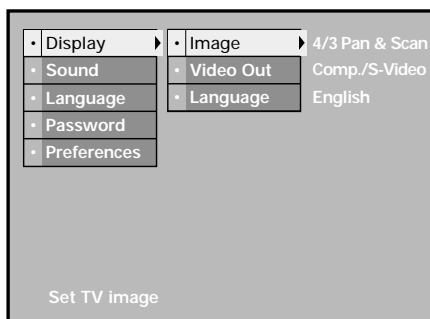 · Display
· Sound
· Language
· Password
· Preferences
· Image
· Video Out
· Language
4/3 Pan & Scan
Comp./S-Video
English
Set TV image